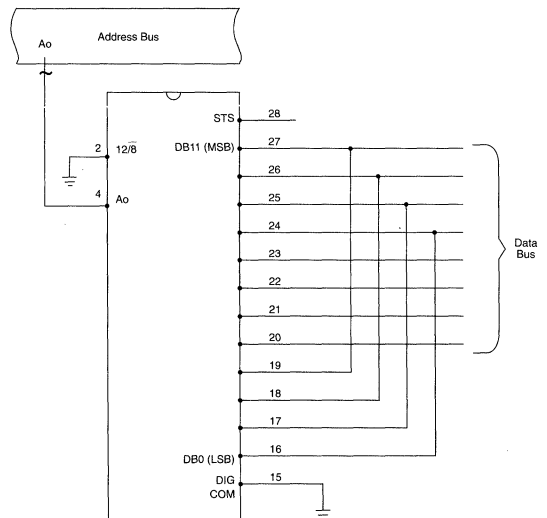 Address Bus
Ao
STS 28
2 12/8̅ DB11 (MSB) 27
26
4 Ao 25
24
23
22
21
20
Data
Bus
19
18
17
DB0 (LSB) 16
DIG 15
COM